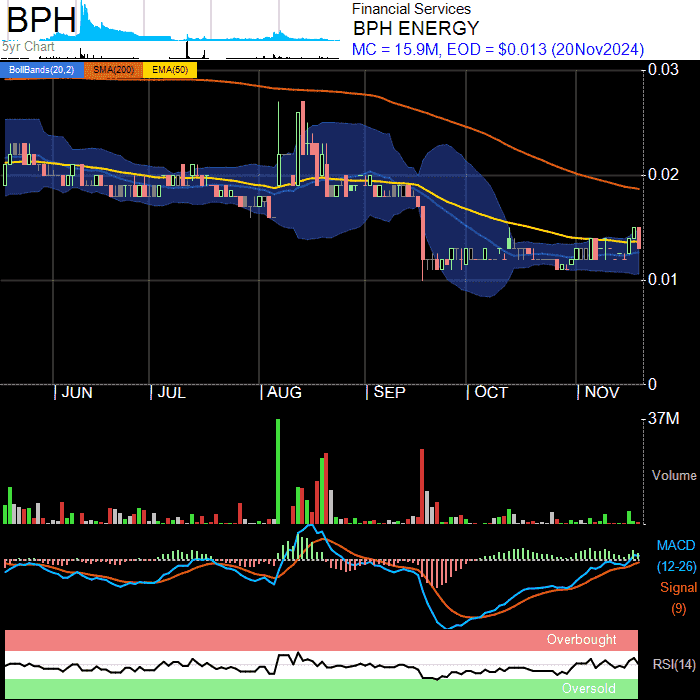 BPH
5yr Chart
Financial Services
BPH ENERGY
MC = 15.9M, EOD = $0.013 (20Nov2024)
BollBands(20,2) SMA(200) EMA(50)
0.03
0.02
0.01
0
JUN JUL AUG SEP OCT NOV
37M
Volume
MACD
(12-26)
Signal
(9)
Overbought
RSI(14)
Oversold